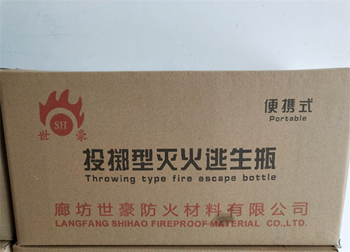 便携式
Portable
SH
世豪
投掷型灭火逃生瓶
Throwing type fire escape bottle
廊坊世豪防火材料有限公司
LANGFANG SHIHAO FIREPROOF MATERIAL CO.,LTD.